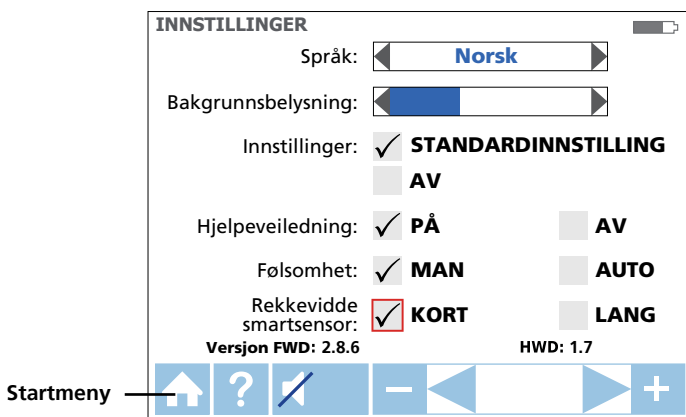 INNSTILLINGER
Språk: Norsk
Bakgrunnsbelysning:
Innstillinger: STANDARDINNSTILLING
AV
Hjelpeveiledning: PÅ AV
Følsomhet: MAN AUTO
Rekkevidde
smartsensor: KORT LANG
Versjon FWD: 2.8.6 HWD: 1.7
Startmeny ? − +